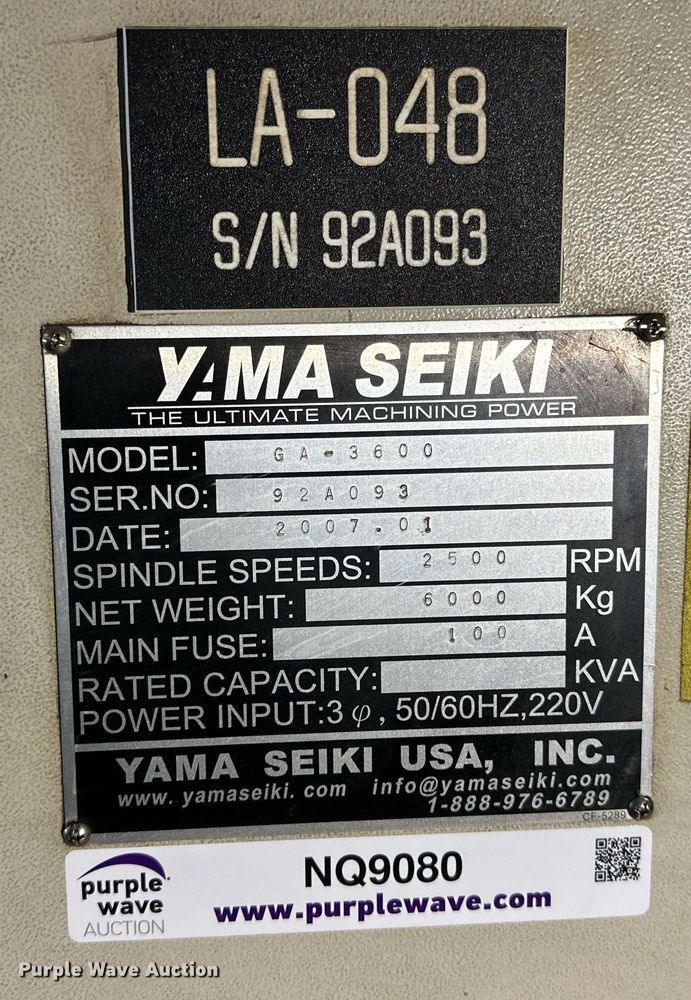 LA-048
S/N 92A093
YAMA SEIKI
THE ULTIMATE MACHINING POWER
MODEL: GA-3600
SER.NO: 92A093
DATE: 2007.01
SPINDLE SPEEDS: 2500 RPM
NET WEIGHT: 6000 Kg
MAIN FUSE: 100 A
RATED CAPACITY: KVA
POWER INPUT:3 φ, 50/60HZ,220V
YAMA SEIKI USA, INC.
www. yamaseiki. com info@yamaseiki.com
1-888-976-6789
CF-5289
purple wave AUCTION
NQ9080
www.purplewave.com
Purple Wave Auction